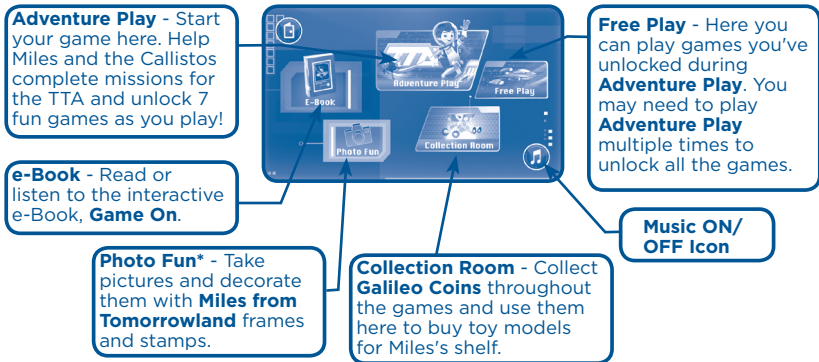 Adventure Play - Start
your game here. Help
Miles and the Callistos
complete missions for
the TTA and unlock 7
fun games as you play!
TTA
Adventure Play
E-Book
Free Play
Photo Fun
Collection Room
Free Play - Here you
can play games you've
unlocked during
Adventure Play. You
may need to play
Adventure Play
multiple times to
unlock all the games.
e-Book - Read or
listen to the interactive
e-Book, Game On.
Music ON/
OFF Icon
Photo Fun* - Take
pictures and decorate
them with Miles from
Tomorrowland frames
and stamps.
Collection Room - Collect
Galileo Coins throughout
the games and use them
here to buy toy models
for Miles's shelf.